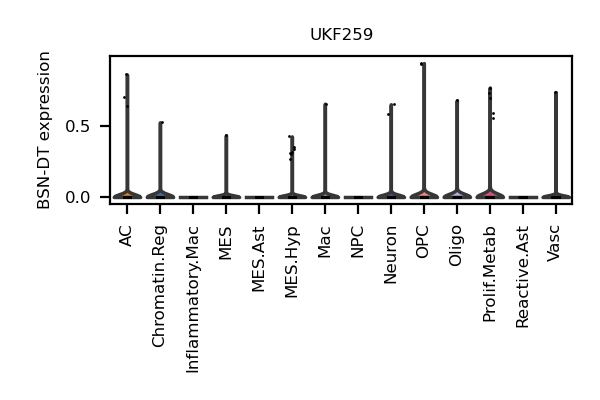 UKF259
BSN-DT expression
0.5
0.0
AC
Chromatin.Reg
Inflammatory.Mac
MES
MES.Ast
MES.Hyp
Mac
NPC
Neuron
OPC
Oligo
Prolif.Metab
Reactive.Ast
Vasc